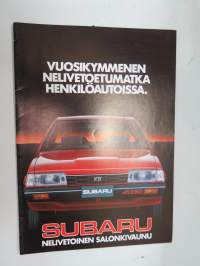 VUOSIKYMMENEN
NELIVETOETUMATKA
HENKILÖAUTOISSA.
SUBARU
SUBARU
NELIVETOINEN SALONKIVAUNU